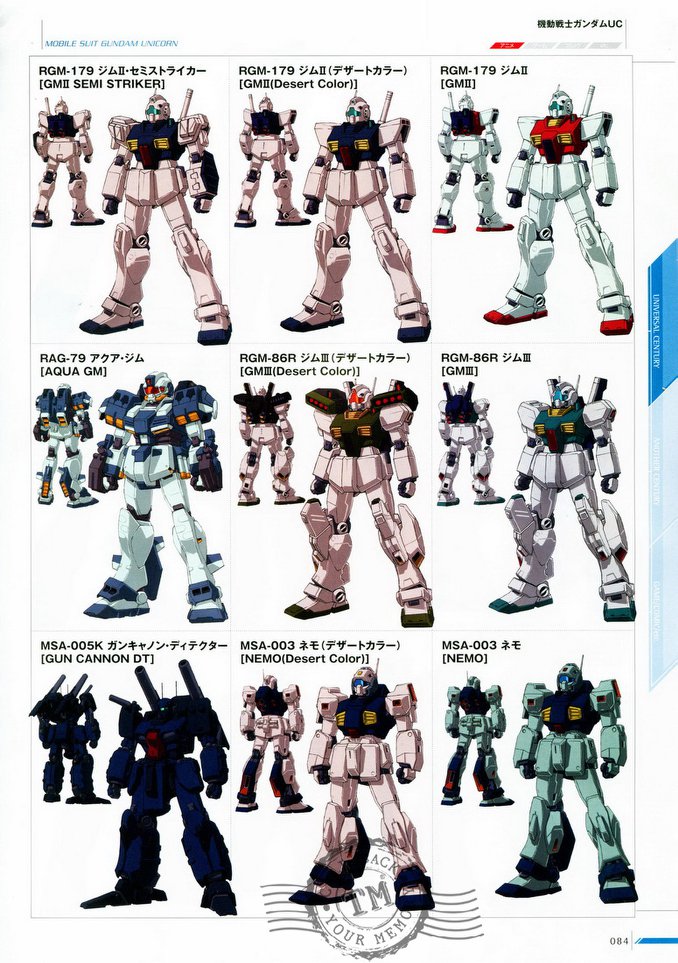 機動戦士ガンダムUC
MOBILE SUIT GUNDAM UNICORN
アニメ
RGM-179 ジムⅡ・セミストライカー
[GMⅡ SEMI STRIKER]
RGM-179 ジムⅡ（デザートカラー）
[GMⅡ(Desert Color)]
RGM-179 ジムⅡ
[GMⅡ]
RAG-79 アクア・ジム
[AQUA GM]
RGM-86R ジムⅢ（デザートカラー）
[GMⅢ(Desert Color)]
RGM-86R ジムⅢ
[GMⅢ]
MSA-005K ガンキャノン・ディテクター
[GUN CANNON DT]
MSA-003 ネモ（デザートカラー）
[NEMO(Desert Color)]
MSA-003 ネモ
[NEMO]
UNIVERSAL CENTURY
ANOTHER CENTURY
TM
YOUR MEMO
084